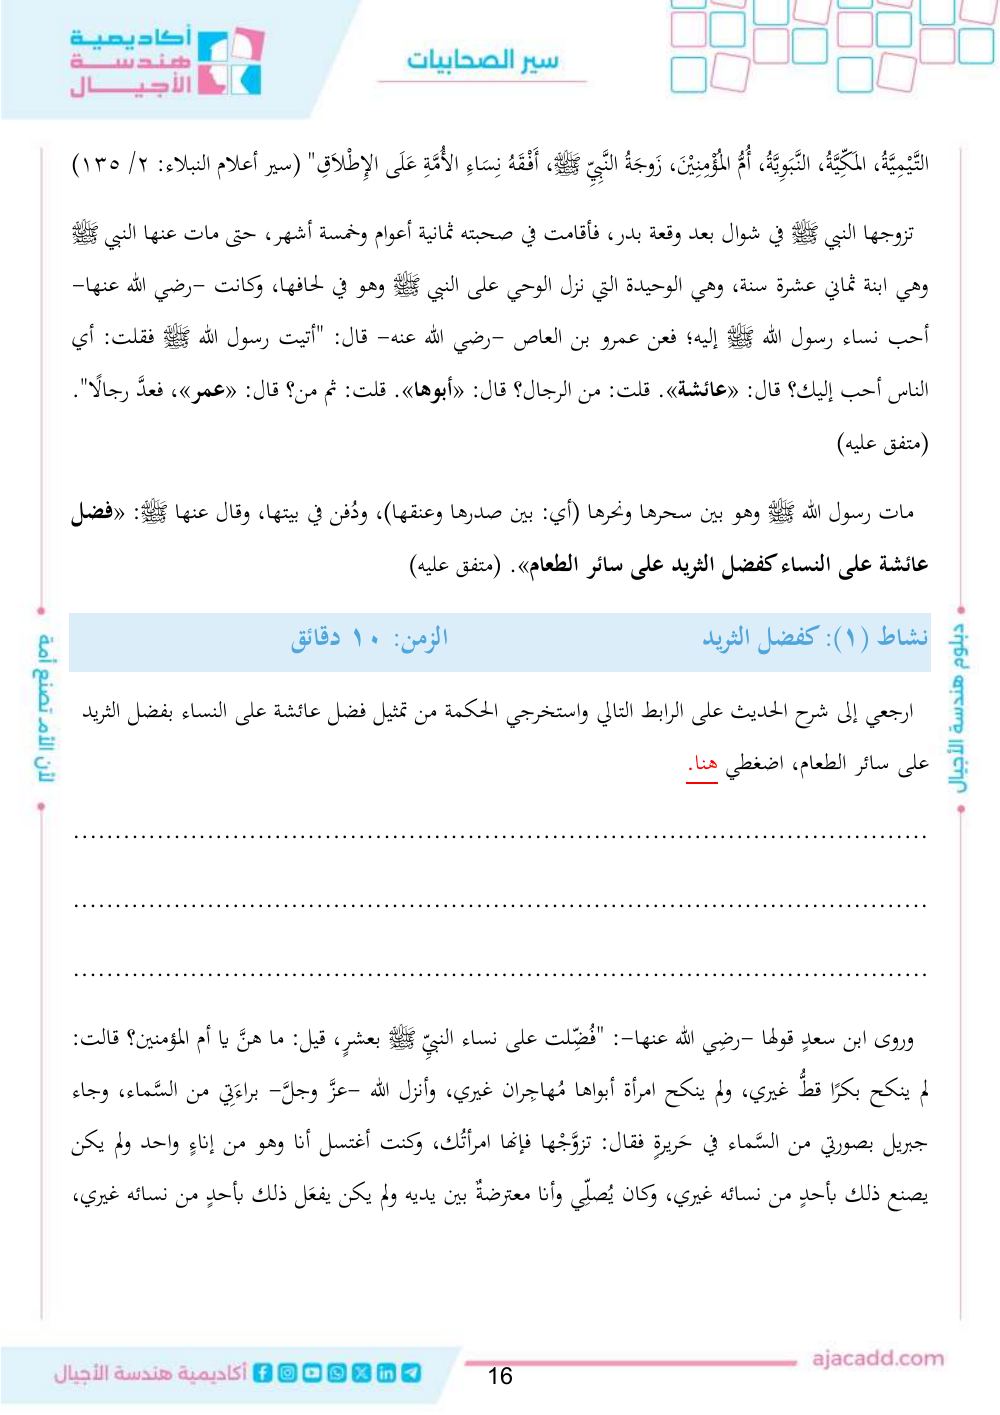 أكاديمية
هندسة
الأجيال
سير الصحابيات
التَّيْمِيَّةُ، المَكِّيَّةُ، النَّبَوِيَّةُ، أُمُّ المُؤْمِنِيْنَ، زَوجَةُ النَّبِيِّ ﷺ، أَفْقَهُ نِسَاءِ الأُمَّةِ عَلَى الإِطْلَاقِ" (سير أعلام النبلاء: ٢/ ١٣٥)
تزوجها النبي ﷺ في شوال بعد وقعة بدر، فأقامت في صحبته ثمانية أعوام وخمسة أشهر، حتى مات عنها النبي ﷺ
وهي ابنة ثماني عشرة سنة، وهي الوحيدة التي نزل الوحي على النبي ﷺ وهو في لحافها، وكانت -رضي الله عنها-
أحب نساء رسول الله ﷺ إليه؛ فعن عمرو بن العاص -رضي الله عنه- قال: "أتيت رسول الله ﷺ فقلت: أي
الناس أحب إليك؟ قال: «عائشة». قلت: من الرجال؟ قال: «أبوها». قلت: ثم من؟ قال: «عمر»، فعدَّ رجالًا".
(متفق عليه)
مات رسول الله ﷺ وهو بين سحرها ونحرها (أي: بين صدرها وعنقها)، ودُفن في بيتها، وقال عنها ﷺ: «فضل
عائشة على النساء كفضل الثريد على سائر الطعام». (متفق عليه)
نشاط (١): كفضل الثريد الزمن: ١٠ دقائق
ارجعي إلى شرح الحديث على الرابط التالي واستخرجي الحكمة من تمثيل فضل عائشة على النساء بفضل الثريد
على سائر الطعام، اضغطي هنا.
وروى ابن سعدٍ قولها -رضِي الله عنها-: "فُضِّلت على نساء النبيِّ ﷺ بعشرٍ، قيل: ما هنَّ يا أم المؤمنين؟ قالت:
لم ينكح بكرًا قطُّ غيري، ولم ينكح امرأة أبواها مُهاجِران غيري، وأنزل الله -عزَّ وجلَّ- براءَتِي من السَّماء، وجاء
جبريل بصورتي من السَّماء في حَريرةٍ فقال: تزوَّجْها فإنها امرأتُك، وكنت أغتسل أنا وهو من إناءٍ واحد ولم يكن
يصنع ذلك بأحدٍ من نسائه غيري، وكان يُصلِّي وأنا معترضةٌ بين يديه ولم يكن يفعَل ذلك بأحدٍ من نسائه غيري،
دبلوم هندسة الأجيال
لأن الأم تصنع أمة
ajacadd.com
16
أكاديمية هندسة الأجيال